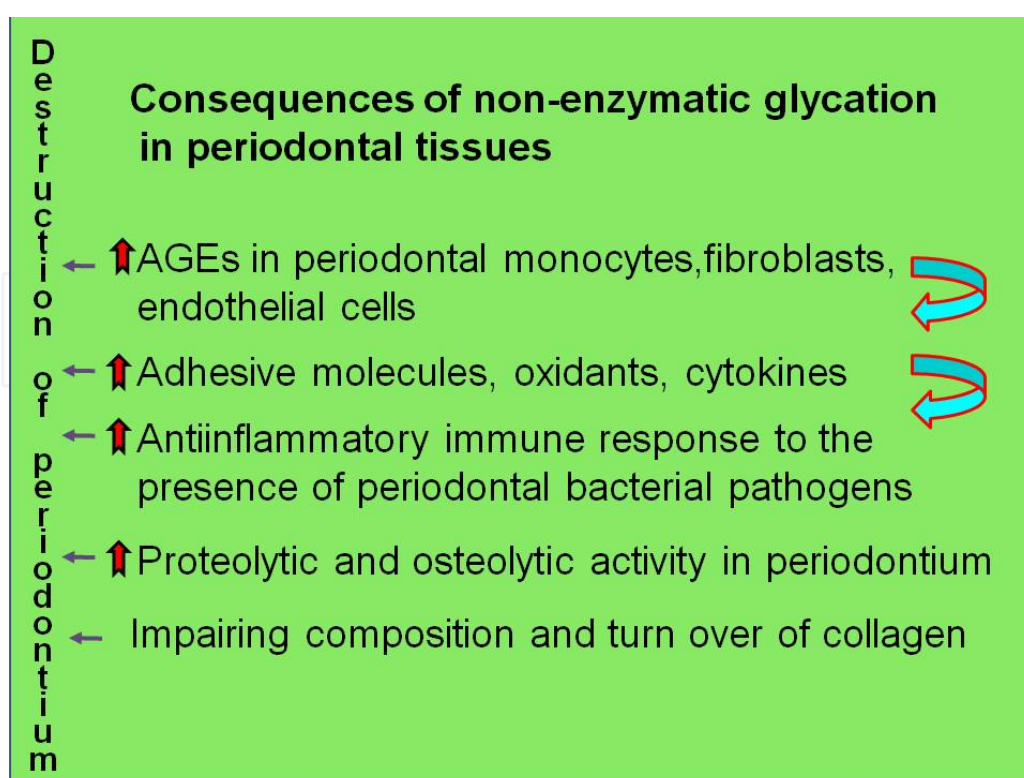 Destruction of periodontium
Consequences of non-enzymatic glycation
in periodontal tissues
AGEs in periodontal monocytes,fibroblasts,
endothelial cells
Adhesive molecules, oxidants, cytokines
Antiinflammatory immune response to the
presence of periodontal bacterial pathogens
Proteolytic and osteolytic activity in periodontium
Impairing composition and turn over of collagen